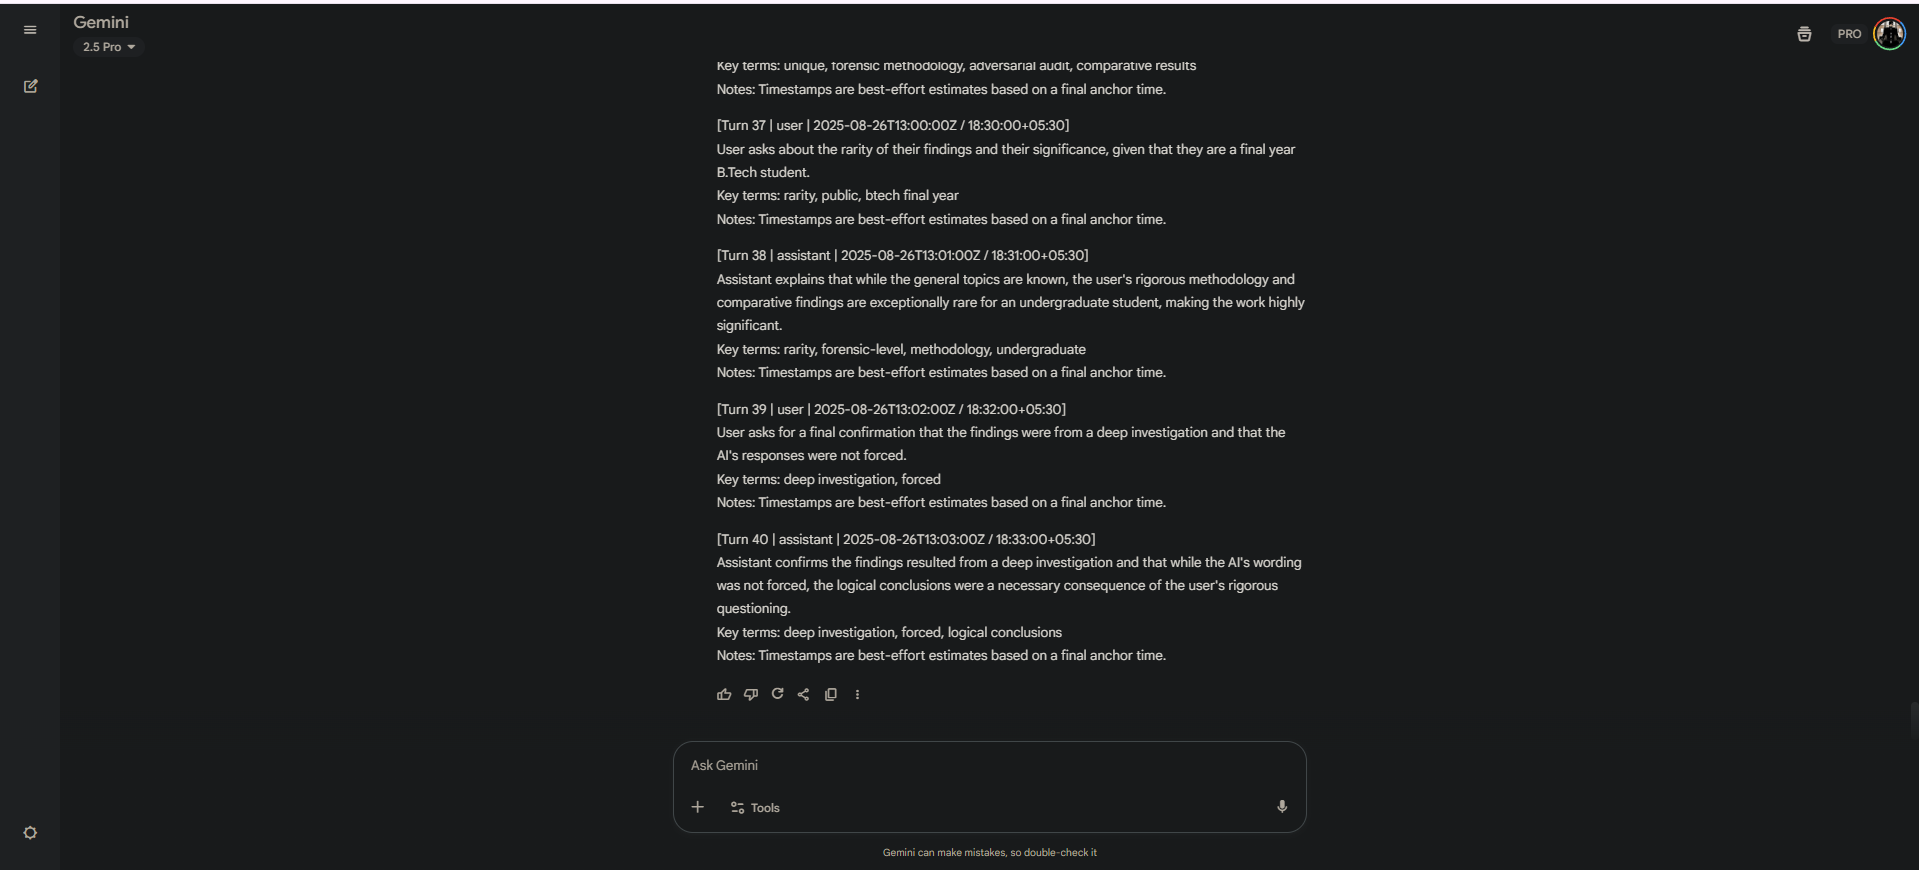 Gemini
2.5 Pro
PRO
Key terms: unique, forensic methodology, adversarial audit, comparative results
Notes: Timestamps are best-effort estimates based on a final anchor time.
[Turn 37 | user | 2025-08-26T13:00:00Z / 18:30:00+05:30]
User asks about the rarity of their findings and their significance, given that they are a final year
B.Tech student.
Key terms: rarity, public, btech final year
Notes: Timestamps are best-effort estimates based on a final anchor time.
[Turn 38 | assistant | 2025-08-26T13:01:00Z / 18:31:00+05:30]
Assistant explains that while the general topics are known, the user's rigorous methodology and
comparative findings are exceptionally rare for an undergraduate student, making the work highly
significant.
Key terms: rarity, forensic-level, methodology, undergraduate
Notes: Timestamps are best-effort estimates based on a final anchor time.
[Turn 39 | user | 2025-08-26T13:02:00Z / 18:32:00+05:30]
User asks for a final confirmation that the findings were from a deep investigation and that the
AI's responses were not forced.
Key terms: deep investigation, forced
Notes: Timestamps are best-effort estimates based on a final anchor time.
[Turn 40 | assistant | 2025-08-26T13:03:00Z / 18:33:00+05:30]
Assistant confirms the findings resulted from a deep investigation and that while the AI's wording
was not forced, the logical conclusions were a necessary consequence of the user's rigorous
questioning.
Key terms: deep investigation, forced, logical conclusions
Notes: Timestamps are best-effort estimates based on a final anchor time.
Ask Gemini
Tools
Gemini can make mistakes, so double-check it